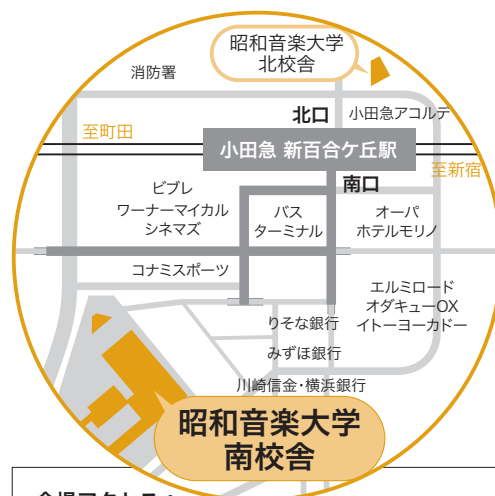 昭和音楽大学
北校舎
消防署
北口
小田急アコルデ
至町田
小田急 新百合ケ丘駅
至新宿
南口
ビブレ
ワーナーマイカル
シネマズ
バス
ターミナル
オーパ
ホテルモリノ
コナミスポーツ
エルミロード
オダキューOX
イトーヨーカドー
りそな銀行
みずほ銀行
川崎信金・横浜銀行
昭和音楽大学
南校舎